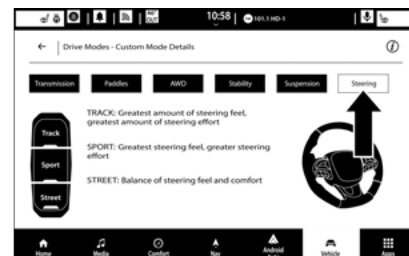 OUT
10:58
101.1 HD-1
Drive Modes - Custom Mode Details
Transmission
Paddles
AWD
Stability
Suspension
Steering
TRACK: Greatest amount of steering feel,
greatest amount of steering effort
SPORT: Greatest steering feel, greater steering
effort
STREET: Balance of steering feel and comfort
Track
Sport
Street
Home
Media
Comfort
Nav
Android
Vehicle
Apps